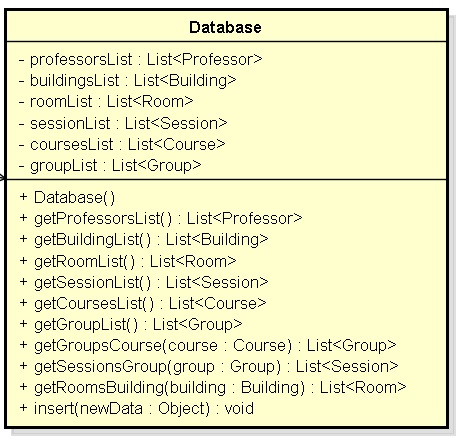 Database
- professorsList : List<Professor>
- buildingsList : List<Building>
- roomList : List<Room>
- sessionList : List<Session>
- coursesList : List<Course>
- groupList : List<Group>
+ Database()
+ getProfessorsList() : List<Professor>
+ getBuildingList() : List<Building>
+ getRoomList() : List<Room>
+ getSessionList() : List<Session>
+ getCoursesList() : List<Course>
+ getGroupList() : List<Group>
+ getGroupsCourse(course : Course) : List<Group>
+ getSessionsGroup(group : Group) : List<Session>
+ getRoomsBuilding(building : Building) : List<Room>
+ insert(newData : Object) : void